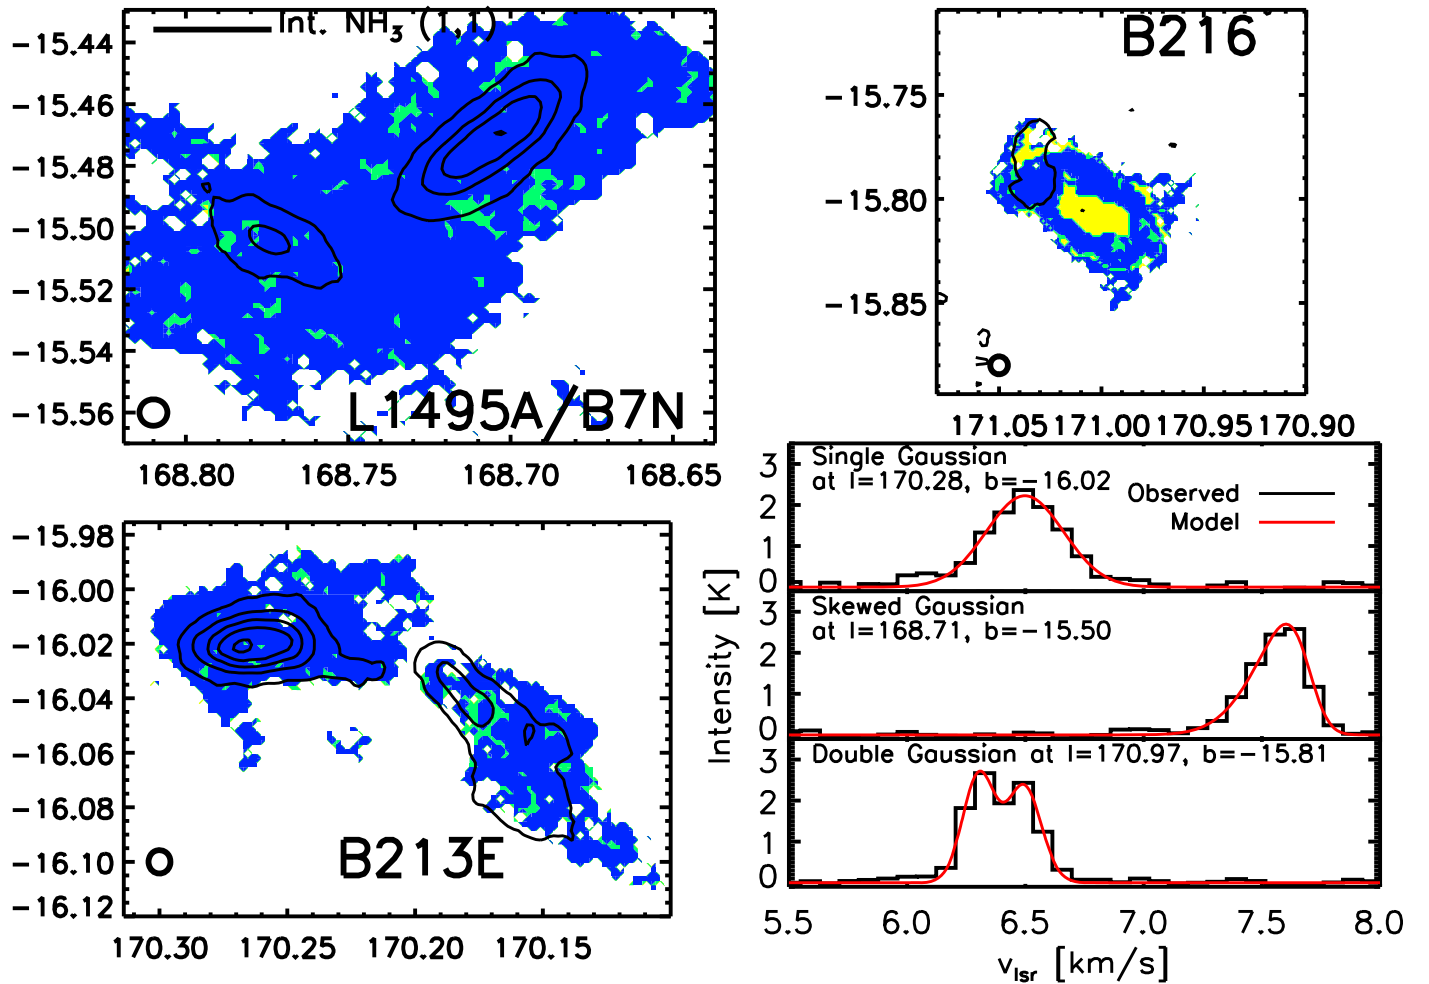 Int. NH3 (1,1)
−15.44
−15.46
−15.48
−15.50
−15.52
−15.54
−15.56
L1495A/B7N
168.80 168.75 168.70 168.65
B216
−15.75
−15.80
−15.85
171.05 171.00 170.95 170.90
−15.98
−16.00
−16.02
−16.04
−16.06
−16.08
−16.10
−16.12
B213E
170.30 170.25 170.20 170.15
Intensity [K]
3
2
1
0
Single Gaussian
at l=170.28, b=−16.02
Observed
Model
3
2
1
0
Skewed Gaussian
at l=168.71, b=−15.50
3
2
1
0
Double Gaussian at l=170.97, b=−15.81
5.5 6.0 6.5 7.0 7.5 8.0
vlsr [km/s]